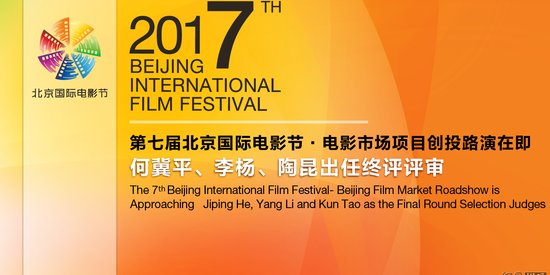 2017TH
BEIJING
INTERNATIONAL
FILM FESTIVAL
北京国际电影节
第七届北京国际电影节·电影市场项目创投路演在即
何冀平、李杨、陶昆出任终评评审
The 7th Beijing International Film Festival- Beijing Film Market Roadshow is
Approaching Jiping He, Yang Li and Kun Tao as the Final Round Selection Judges